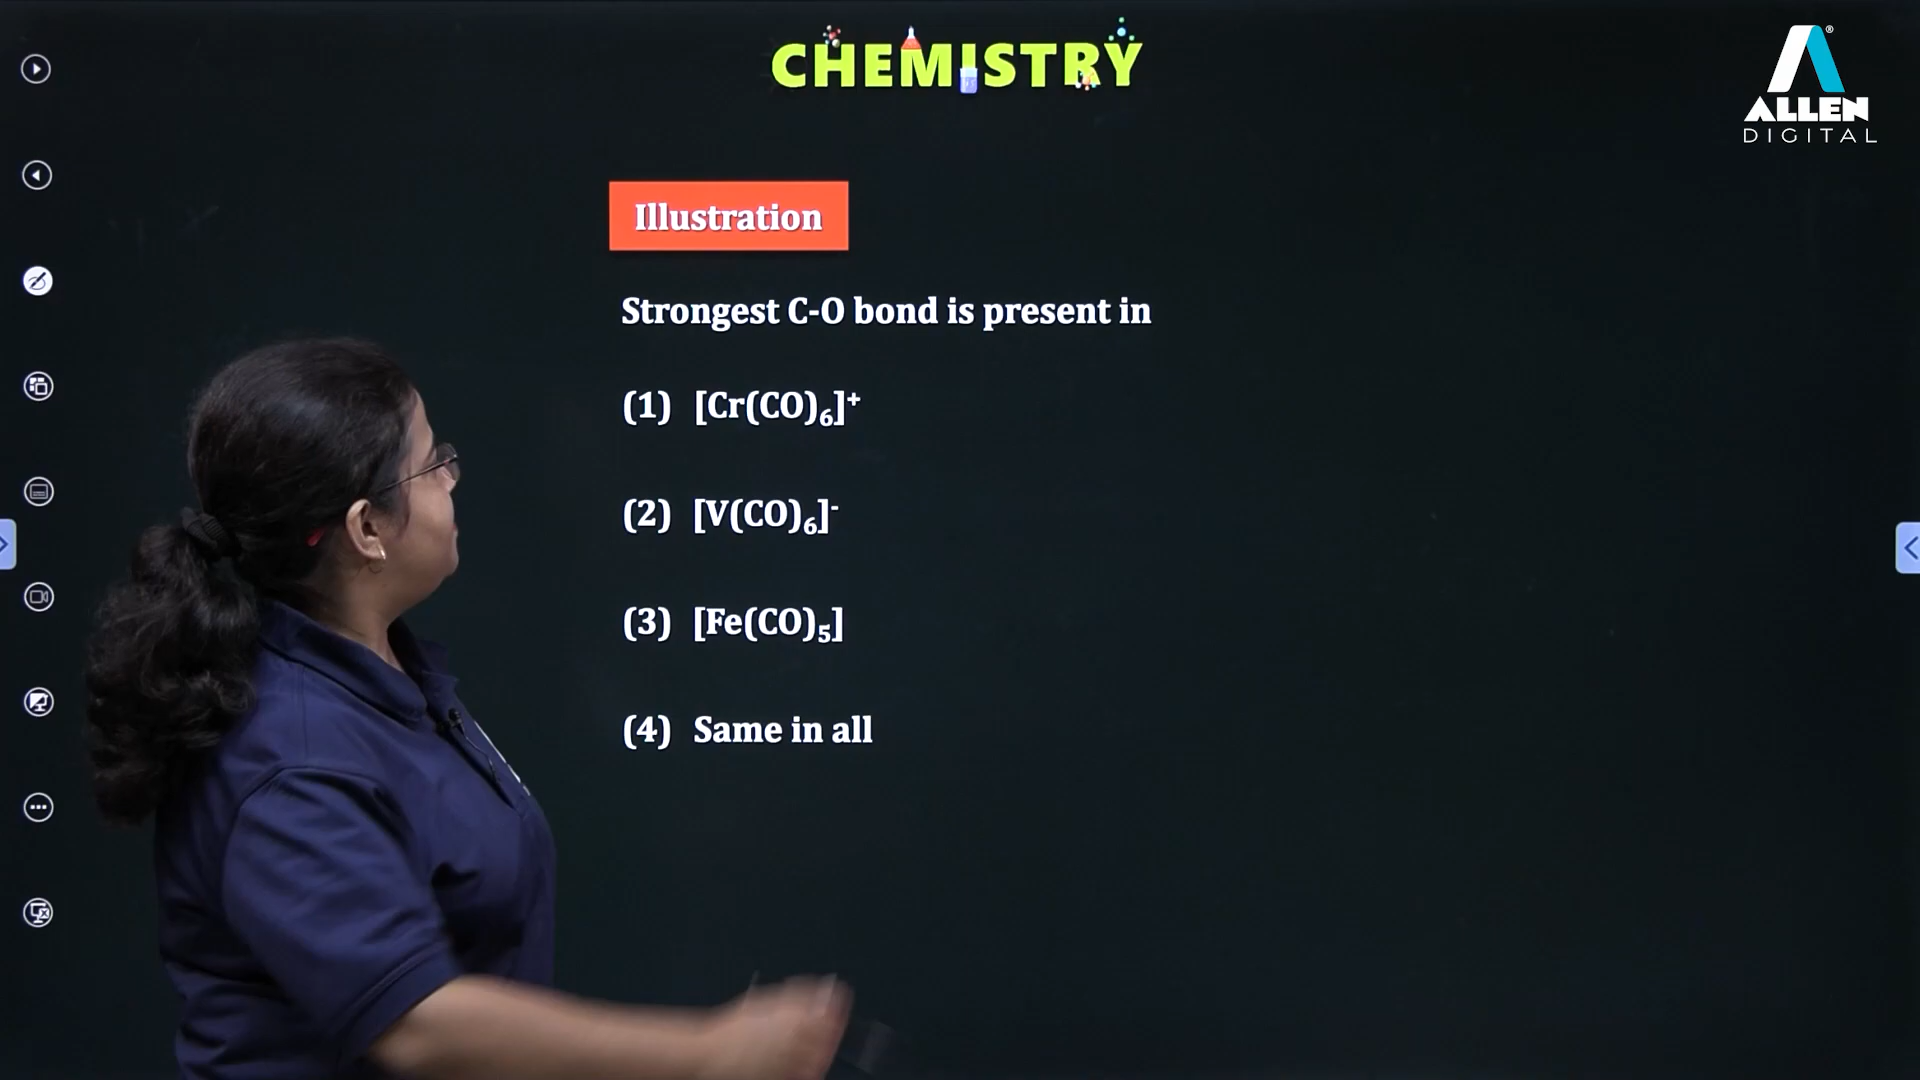 CHEMISTRY
ALLEN
DIGITAL
Illustration
Strongest C-O bond is present in
(1) [Cr(CO)₆]⁺
(2) [V(CO)₆]⁻
(3) [Fe(CO)₅]
(4) Same in all